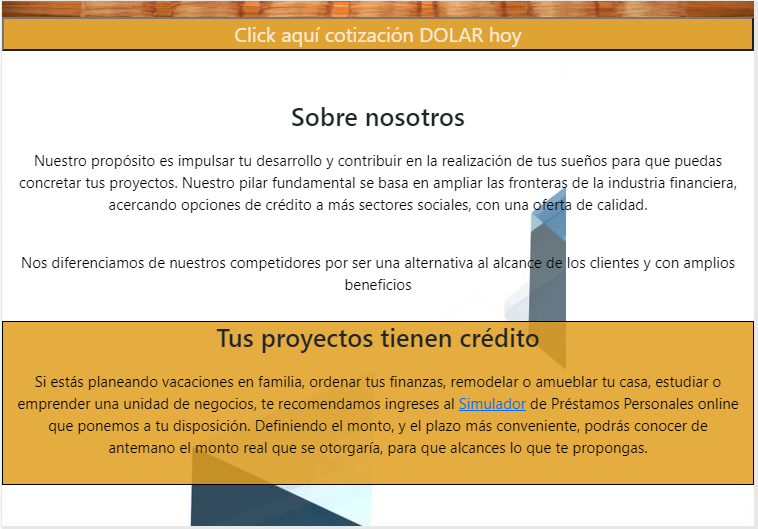 Click aquí cotización DOLAR hoy
Sobre nosotros
Nuestro propósito es impulsar tu desarrollo y contribuir en la realización de tus sueños para que puedas
concretar tus proyectos. Nuestro pilar fundamental se basa en ampliar las fronteras de la industria financiera,
acercando opciones de crédito a más sectores sociales, con una oferta de calidad.
Nos diferenciamos de nuestros competidores por ser una alternativa al alcance de los clientes y con amplios
beneficios
Tus proyectos tienen crédito
Si estás planeando vacaciones en familia, ordenar tus finanzas, remodelar o amueblar tu casa, estudiar o
emprender una unidad de negocios, te recomendamos ingreses al Simulador de Préstamos Personales online
que ponemos a tu disposición. Definiendo el monto, y el plazo más conveniente, podrás conocer de
antemano el monto real que se otorgaría, para que alcances lo que te propongas.